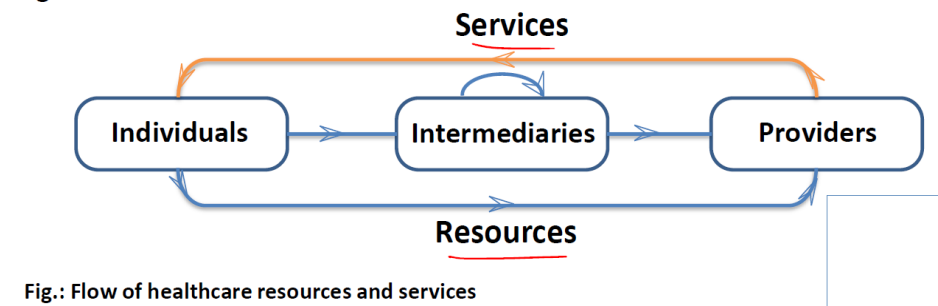 Services
Individuals
Intermediaries
Providers
Resources
Fig.: Flow of healthcare resources and services